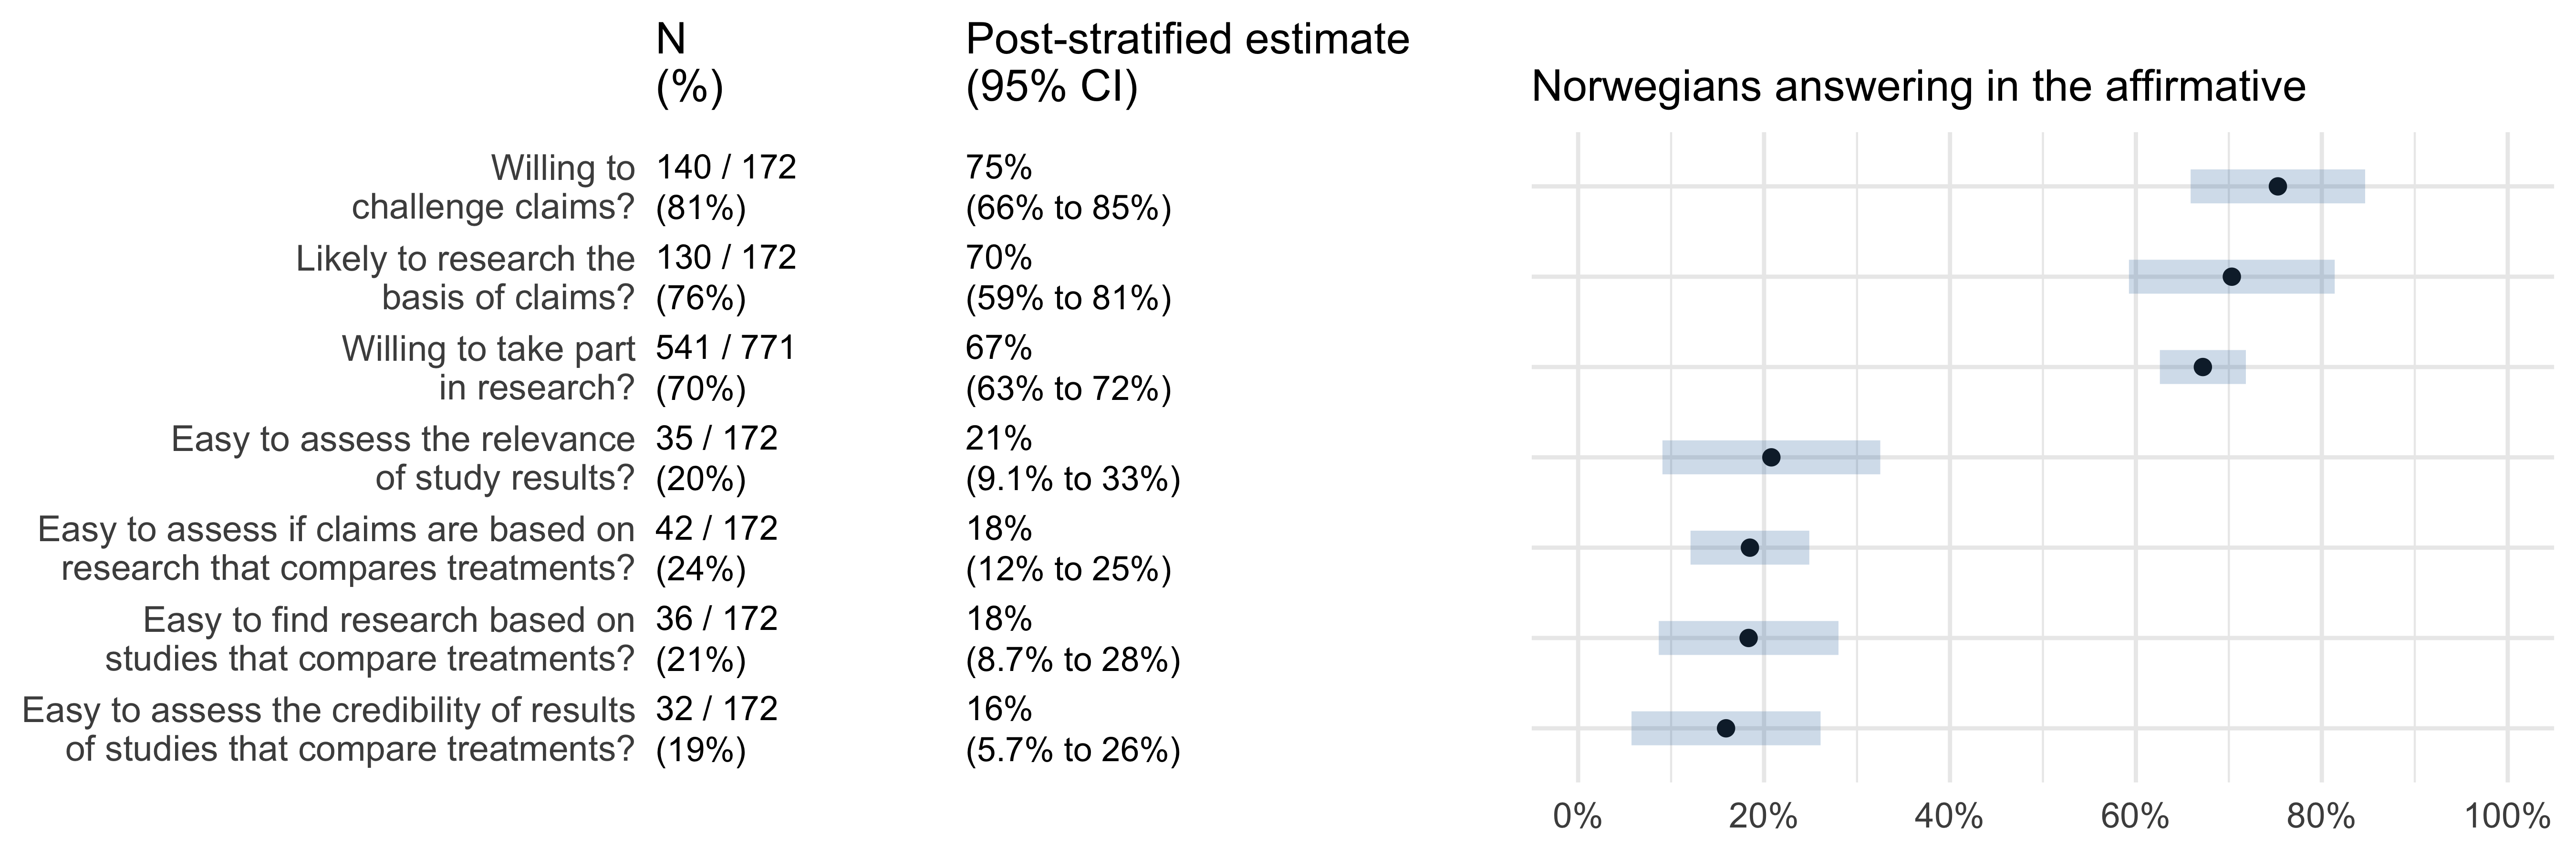 N
(%)
Post-stratified estimate
(95% CI)
Norwegians answering in the affirmative
Willing to
challenge claims?
140 / 172
(81%)
75%
(66% to 85%)
Likely to research the
basis of claims?
130 / 172
(76%)
70%
(59% to 81%)
Willing to take part
in research?
541 / 771
(70%)
67%
(63% to 72%)
Easy to assess the relevance
of study results?
35 / 172
(20%)
21%
(9.1% to 33%)
Easy to assess if claims are based on
research that compares treatments?
42 / 172
(24%)
18%
(12% to 25%)
Easy to find research based on
studies that compare treatments?
36 / 172
(21%)
18%
(8.7% to 28%)
Easy to assess the credibility of results
of studies that compare treatments?
32 / 172
(19%)
16%
(5.7% to 26%)
0% 20% 40% 60% 80% 100%